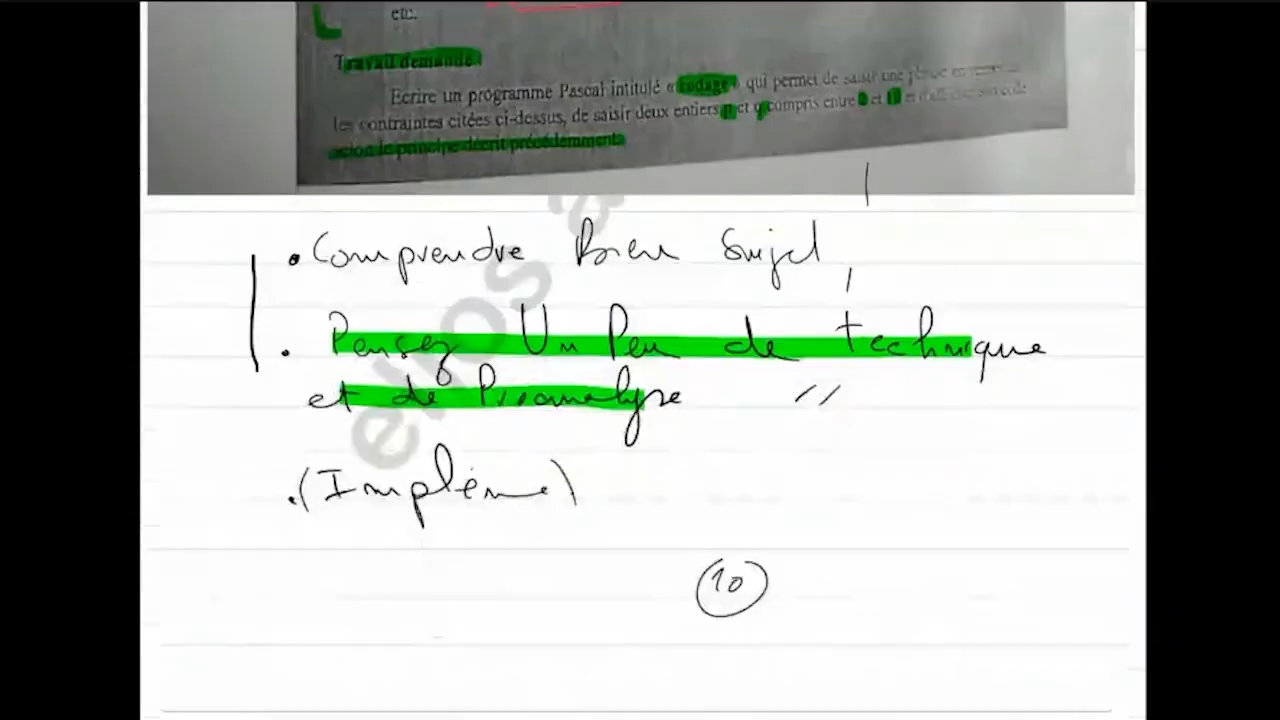 etc.
Travail demandé :
Ecrire un programme Pascal intitulé « codage » qui permet de saisir une phrase en respectant
les contraintes citées ci-dessus, de saisir deux entiers p et q compris entre 2 et 10 et d'afficher son code
selon le principe décrit précédemment.
• Comprendre Bien Sujet
. Pensez Un Peu de technique
et de Préanalyse //
. (Implém)
10